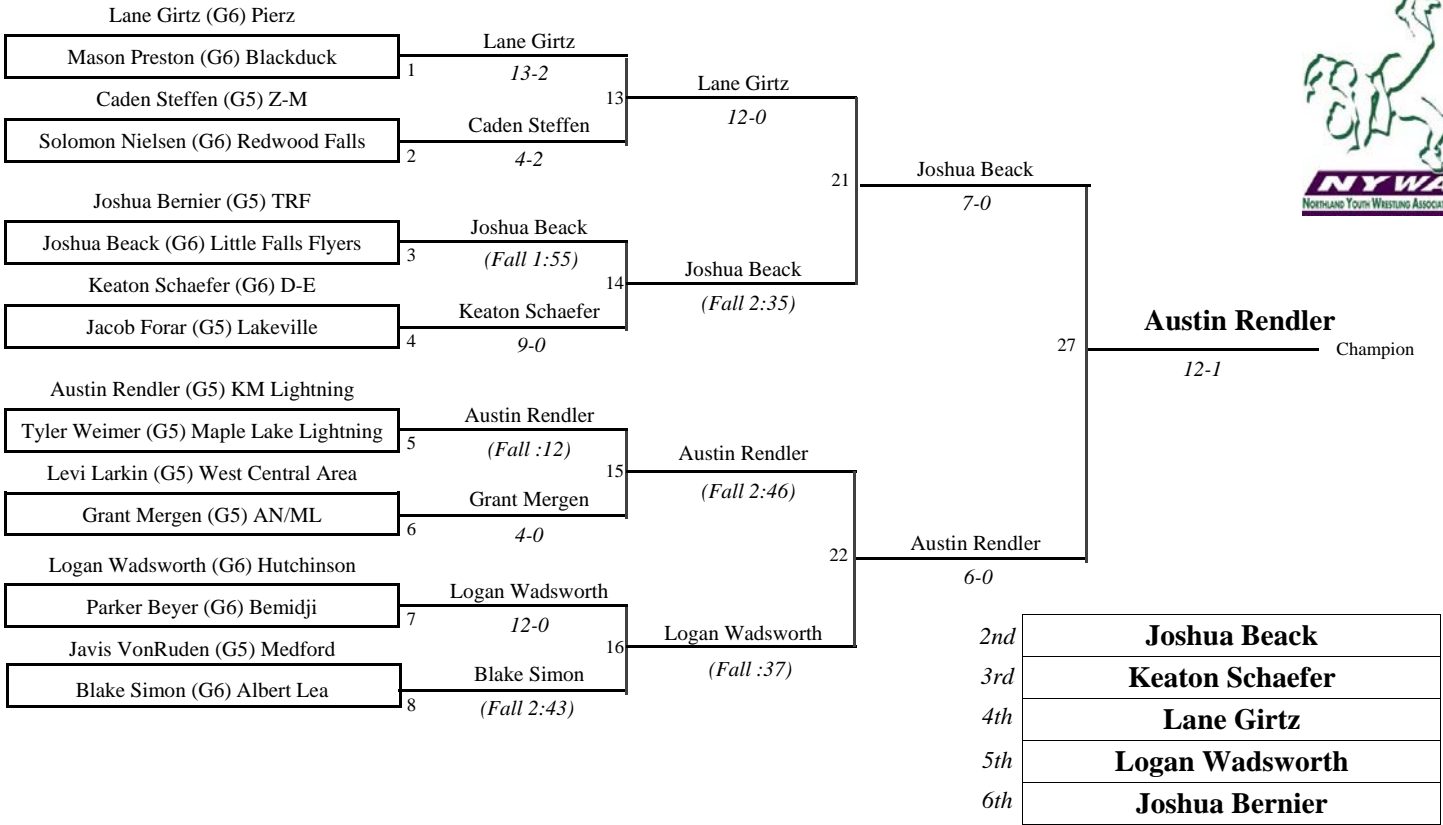 Lane Girtz (G6) Pierz
Mason Preston (G6) Blackduck
1
Caden Steffen (G5) Z-M
Solomon Nielsen (G6) Redwood Falls
2
Joshua Bernier (G5) TRF
Joshua Beack (G6) Little Falls Flyers
3
Keaton Schaefer (G6) D-E
Jacob Forar (G5) Lakeville
4
Austin Rendler (G5) KM Lightning
Tyler Weimer (G5) Maple Lake Lightning
5
Levi Larkin (G5) West Central Area
Grant Mergen (G5) AN/ML
6
Logan Wadsworth (G6) Hutchinson
Parker Beyer (G6) Bemidji
7
Javis VonRuden (G5) Medford
Blake Simon (G6) Albert Lea
8
Lane Girtz
13-2
13
Caden Steffen
4-2
Joshua Beack
(Fall 1:55)
14
Keaton Schaefer
9-0
Austin Rendler
(Fall :12)
15
Grant Mergen
4-0
Logan Wadsworth
12-0
16
Blake Simon
(Fall 2:43)
Lane Girtz
12-0
21
Joshua Beack
(Fall 2:35)
Austin Rendler
(Fall 2:46)
22
Logan Wadsworth
(Fall :37)
Joshua Beack
7-0
27
Austin Rendler
6-0
Austin Rendler
Champion
12-1
NYWA
NORTHLAND YOUTH WRESTLING
2nd Joshua Beack
3rd Keaton Schaefer
4th Lane Girtz
5th Logan Wadsworth
6th Joshua Bernier